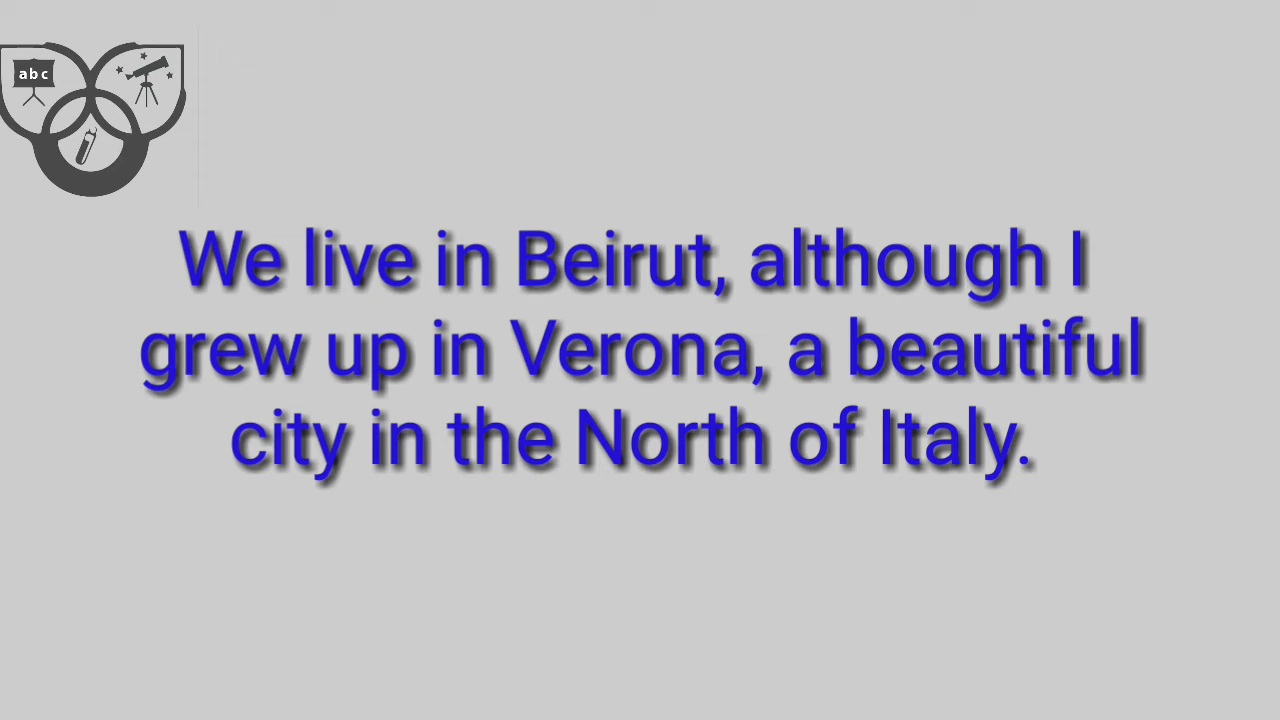 abc
We live in Beirut, although I
grew up in Verona, a beautiful
city in the North of Italy.